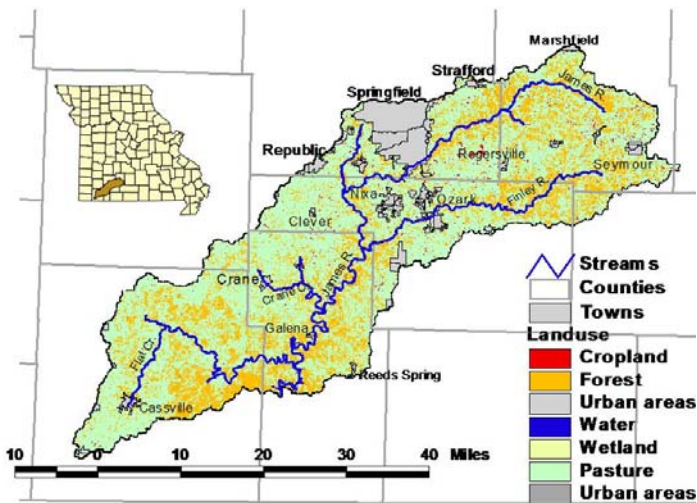 Marshfield
Strafford
James R.
Springfield
Republic
Rogersville
Seymour
Nixa
Ozark
Finley R.
Clever
James R.
Crane
Crane Cr.
Galena
Flat Cr.
Reeds Spring
Cassville
Streams
Counties
Towns
Landuse
Cropland
Forest
Urban areas
Water
Wetland
Pasture
Urban areas
10 0 10 20 30 40 Miles